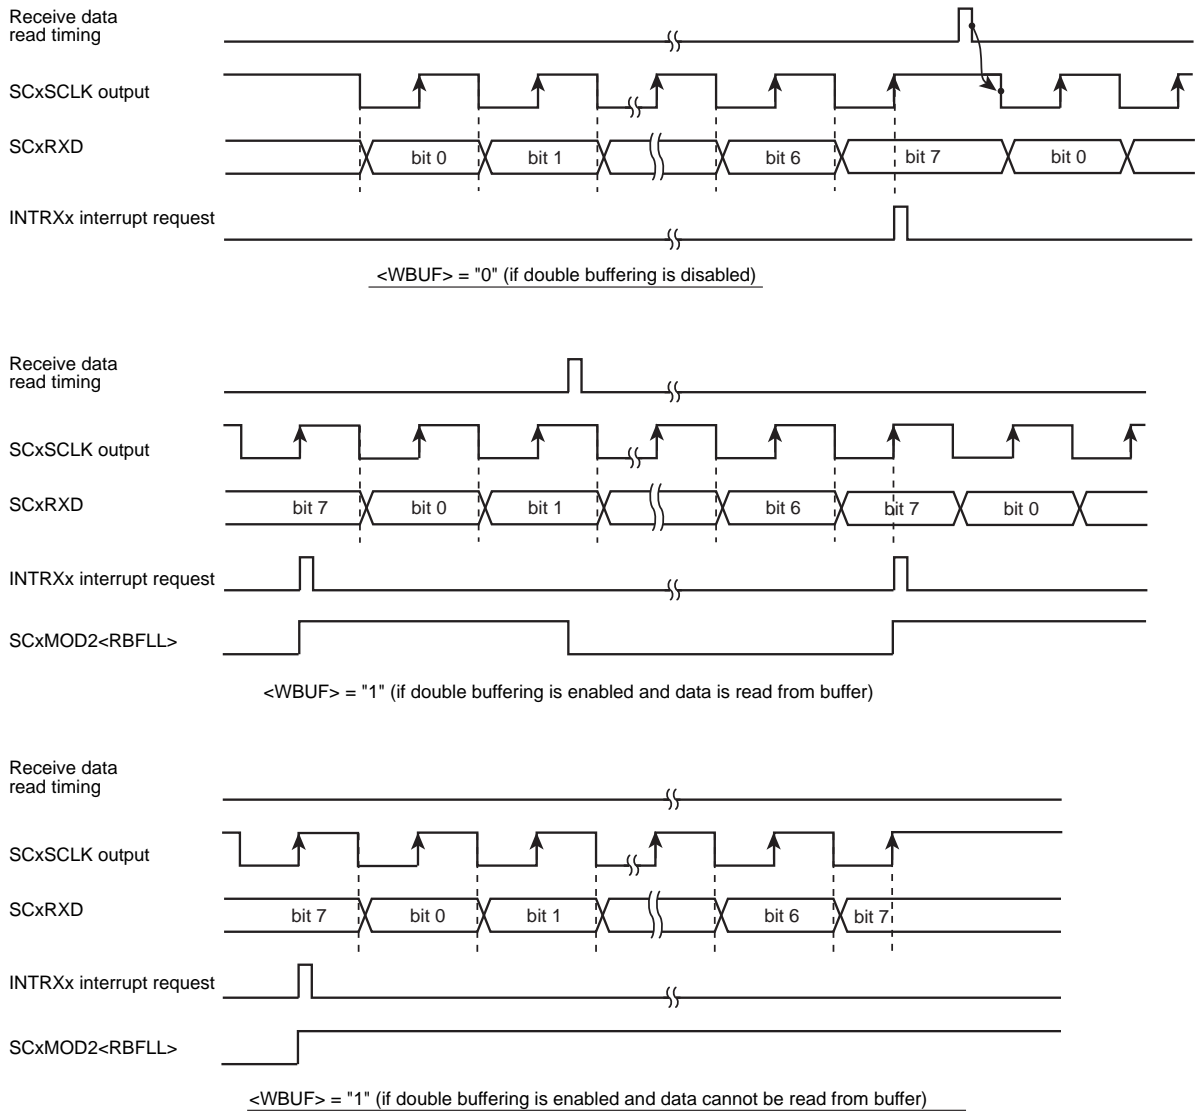 Receive data
read timing
SCxSCLK output
SCxRXD
bit 0 bit 1 bit 6 bit 7 bit 0
INTRXx interrupt request
<WBUF> = "0" (if double buffering is disabled)
Receive data
read timing
SCxSCLK output
SCxRXD
bit 7 bit 0 bit 1 bit 6 bit 7 bit 0
INTRXx interrupt request
SCxMOD2<RBFLL>
<WBUF> = "1" (if double buffering is enabled and data is read from buffer)
Receive data
read timing
SCxSCLK output
SCxRXD
bit 7 bit 0 bit 1 bit 6 bit 7
INTRXx interrupt request
SCxMOD2<RBFLL>
<WBUF> = "1" (if double buffering is enabled and data cannot be read from buffer)